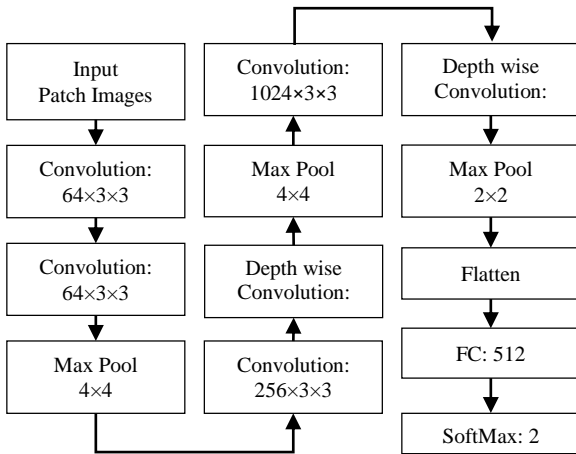 Input
Patch Images
Convolution:
64×3×3
Convolution:
64×3×3
Max Pool
4×4
Convolution:
256×3×3
Depth wise
Convolution:
Max Pool
4×4
Convolution:
1024×3×3
Depth wise
Convolution:
Max Pool
2×2
Flatten
FC: 512
SoftMax: 2